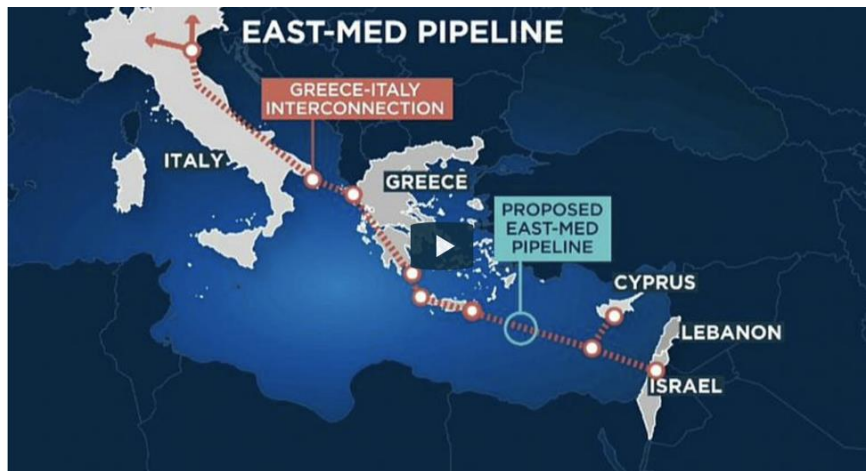 EAST-MED PIPELINE
GREECE-ITALY
INTERCONNECTION
ITALY
GREECE
PROPOSED
EAST-MED
PIPELINE
CYPRUS
LEBANON
ISRAEL